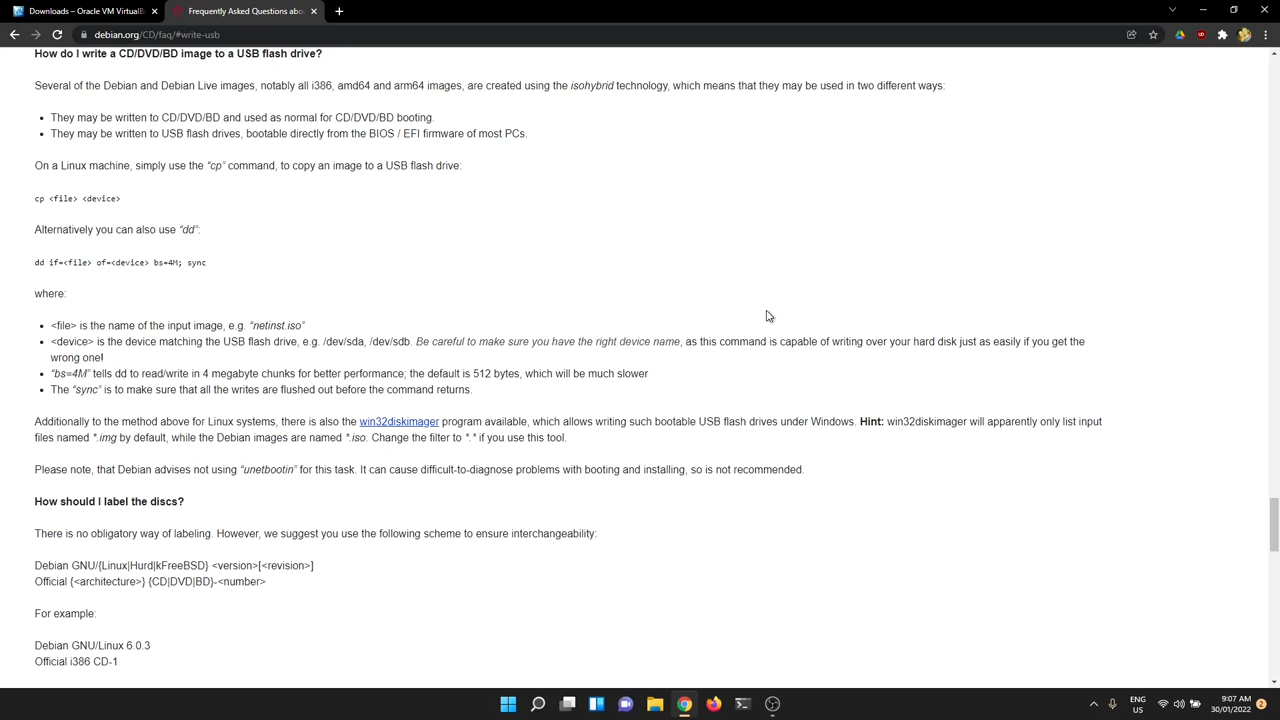 Downloads – Oracle VM VirtualB
Frequently Asked Questions abou
debian.org/CD/faq/#write-usb
How do I write a CD/DVD/BD image to a USB flash drive?
Several of the Debian and Debian Live images, notably all i386, amd64 and arm64 images, are created using the isohybrid technology, which means that they may be used in two different ways:
They may be written to CD/DVD/BD and used as normal for CD/DVD/BD booting.
They may be written to USB flash drives, bootable directly from the BIOS / EFI firmware of most PCs.
On a Linux machine, simply use the “cp” command, to copy an image to a USB flash drive:
cp <file> <device>
Alternatively you can also use “dd”:
dd if=<file> of=<device> bs=4M; sync
where:
<file> is the name of the input image, e.g. “netinst.iso”
<device> is the device matching the USB flash drive, e.g. /dev/sda, /dev/sdb. Be careful to make sure you have the right device name, as this command is capable of writing over your hard disk just as easily if you get the
wrong one!
“bs=4M” tells dd to read/write in 4 megabyte chunks for better performance; the default is 512 bytes, which will be much slower
The “sync” is to make sure that all the writes are flushed out before the command returns.
Additionally to the method above for Linux systems, there is also the win32diskimager program available, which allows writing such bootable USB flash drives under Windows. Hint: win32diskimager will apparently only list input
files named *.img by default, while the Debian images are named *.iso. Change the filter to *.* if you use this tool.
Please note, that Debian advises not using “unetbootin” for this task. It can cause difficult-to-diagnose problems with booting and installing, so is not recommended.
How should I label the discs?
There is no obligatory way of labeling. However, we suggest you use the following scheme to ensure interchangeability:
Debian GNU/{Linux|Hurd|kFreeBSD} <version>[<revision>]
Official {<architecture>} {CD|DVD|BD}-<number>
For example:
Debian GNU/Linux 6.0.3
Official i386 CD-1
ENG
US
9:07 AM
30/01/2022
2